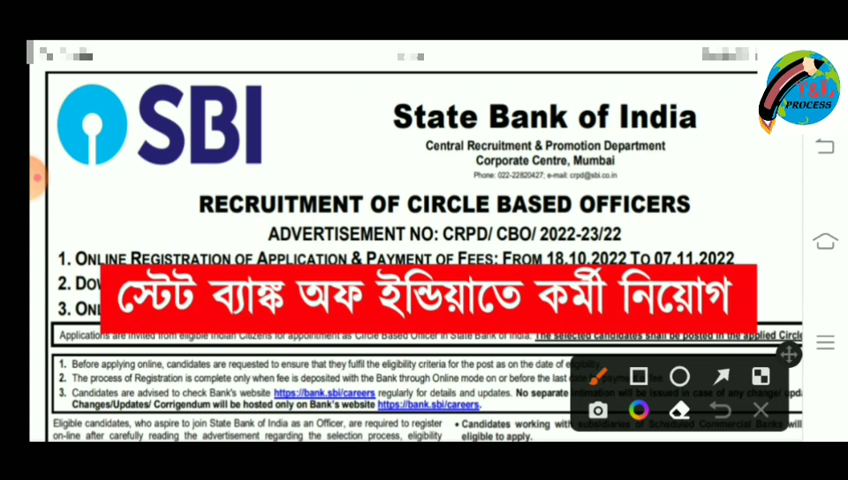 SBI
State Bank of India
Central Recruitment & Promotion Department
Corporate Centre, Mumbai
Phone: 022-22820427; e-mail: crpd@sbi.co.in
T&L
PROCESS
RECRUITMENT OF CIRCLE BASED OFFICERS
ADVERTISEMENT NO: CRPD/ CBO/ 2022-23/22
1. ONLINE REGISTRATION OF APPLICATION & PAYMENT OF FEES: FROM 18.10.2022 TO 07.11.2022
2.
3.
স্টেট ব্যাঙ্ক অফ ইন্ডিয়াতে কর্মী নিয়োগ
Applications are invited from eligible Indian Citizens for appointment as Circle Based Officer in State Bank of India. The selected candidates shall be posted in the applied Circle
1. Before applying online, candidates are requested to ensure that they fulfil the eligibility criteria for the post as on the date of eligibility.
2. The process of Registration is complete only when fee is deposited with the Bank through Online mode on or before the last date
3. Candidates are advised to check Bank's website https://bank.sbi/careers regularly for details and updates. No separate intimation will be issued in case of any change/
Changes/Updates/ Corrigendum will be hosted only on Bank's website https://bank.sbi/careers.
Eligible candidates, who aspire to join State Bank of India as an Officer, are required to register
on-line after carefully reading the advertisement regarding the selection process, eligibility
• Candidates working with subsidiaries of Scheduled Commercial Banks will
eligible to apply.